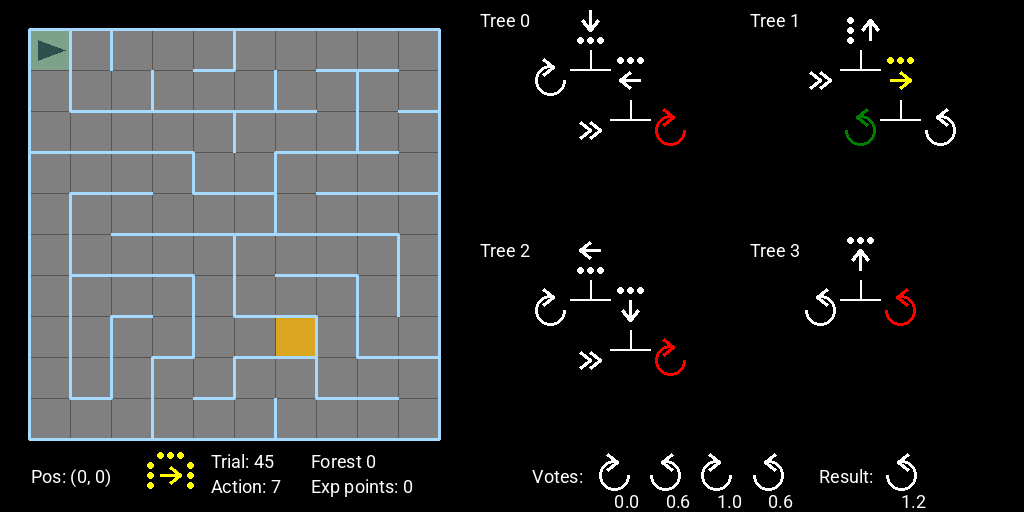 Tree 0
Tree 1
Tree 2
Tree 3
Pos: (0, 0)
Trial: 45
Forest 0
Action: 7
Exp points: 0
Votes:
0.0
0.6
1.0
0.6
Result:
1.2